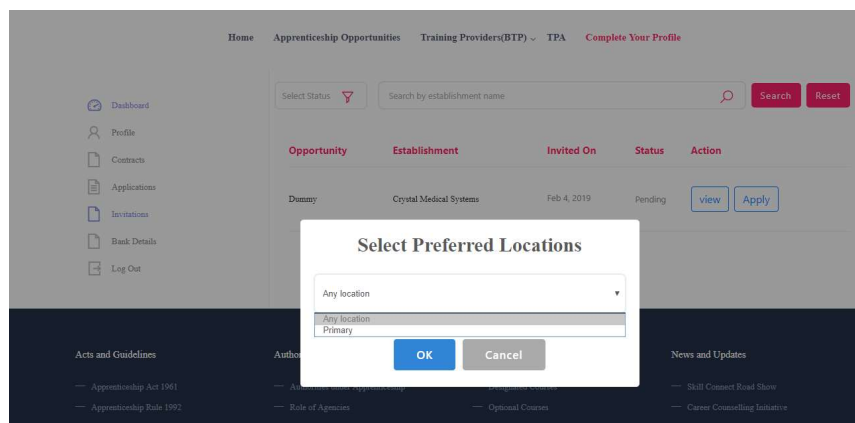 Home Apprenticeship Opportunities Training Providers(BTP) TPA Complete Your Profile
Select Status Search by establishment name Search Reset
Dashboard
Profile
Contracts
Applications
Invitations
Bank Details
Log Out
Opportunity Establishment Invited On Status Action
Dummy Crystal Medical Systems Feb 4, 2019 Pending view Apply
Select Preferred Locations
Any location
Any location
Primary
OK Cancel
Acts and Guidelines News and Updates
— Apprenticeship Act 1961 — Skill Connect Road Show
— Apprenticeship Rule 1992 — Role of Agencies — Optional Courses — Career Counselling Initiative